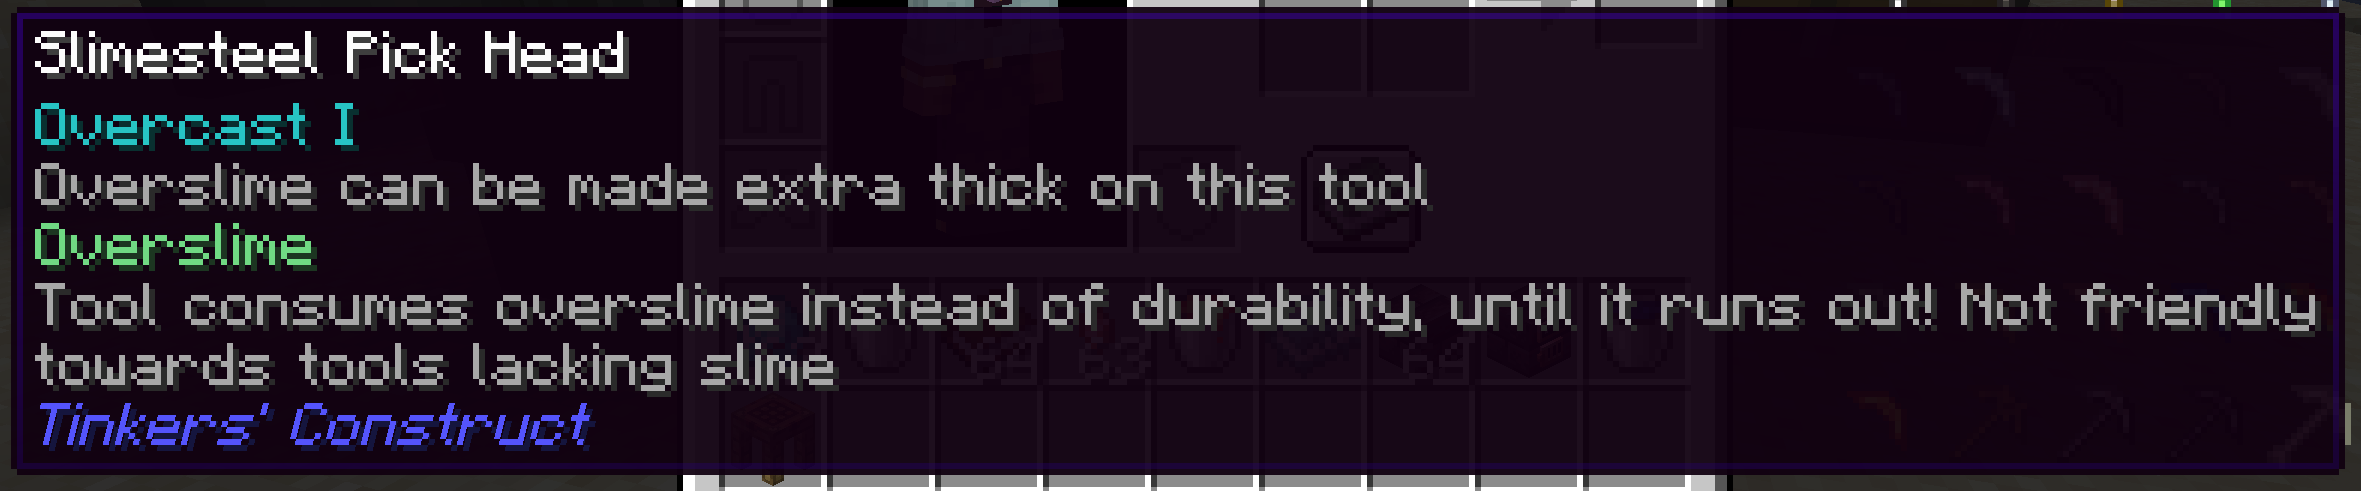 Slimesteel Pick Head
Overcast I
Overslime can be made extra thick on this tool
Overslime
Tool consumes overslime instead of durability, until it runs out! Not friendly
towards tools lacking slime
Tinkers' Construct